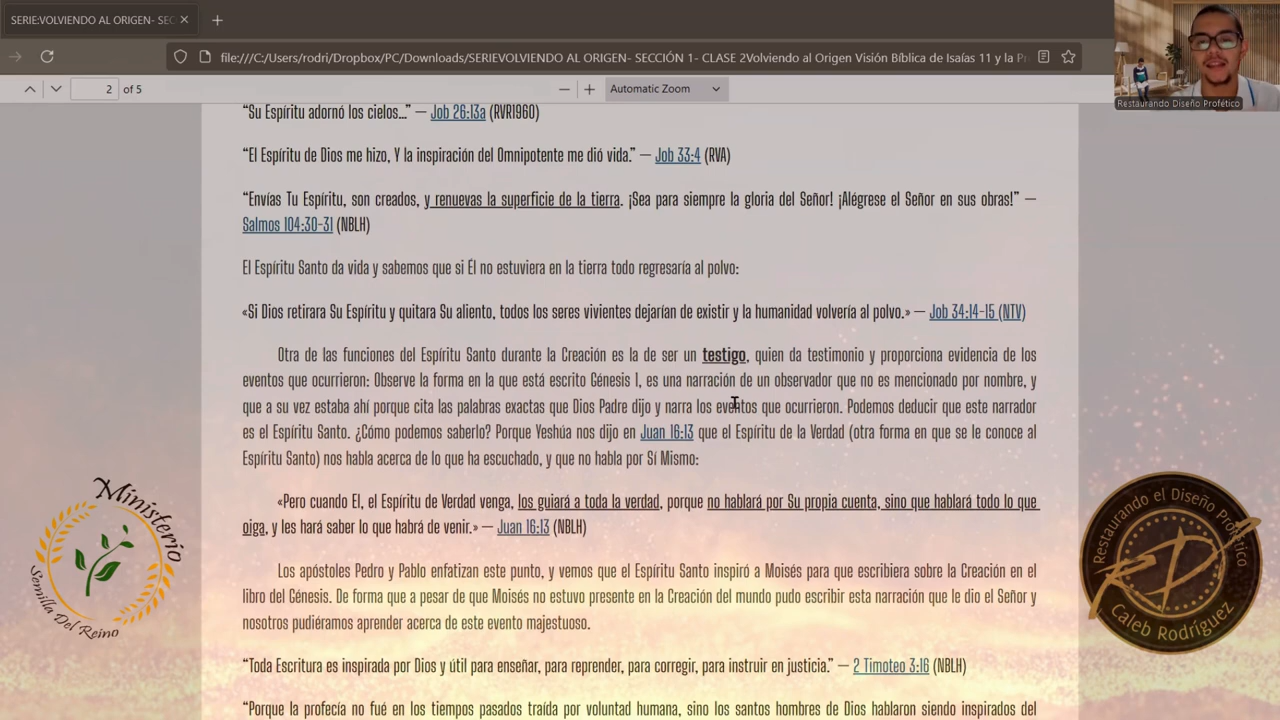 SERIE:VOLVIENDO AL ORIGEN- SEC
file:///C:/Users/rodri/Dropbox/PC/Downloads/SERIEVOLVIENDO AL ORIGEN- SECCIÓN 1- CLASE 2Volviendo al Origen Visión Bíblica de Isaías 11 y la Pr
2 of 5
Automatic Zoom
Restaurando Diseño Profético
“Su Espíritu adornó los cielos...” — Job 26:13a (RVR1960)
“El Espíritu de Dios me hizo, Y la inspiración del Omnipotente me dió vida.” — Job 33:4 (RVA)
“Envías Tu Espíritu, son creados, y renuevas la superficie de la tierra. ¡Sea para siempre la gloria del Señor! ¡Alégrese el Señor en sus obras!” —
Salmos 104:30-31 (NBLH)
El Espíritu Santo da vida y sabemos que si Él no estuviera en la tierra todo regresaría al polvo:
«Si Dios retirara Su Espíritu y quitara Su aliento, todos los seres vivientes dejarían de existir y la humanidad volvería al polvo.» — Job 34:14-15 (NTV)
Otra de las funciones del Espíritu Santo durante la Creación es la de ser un testigo, quien da testimonio y proporciona evidencia de los
eventos que ocurrieron: Observe la forma en la que está escrito Génesis 1, es una narración de un observador que no es mencionado por nombre, y
que a su vez estaba ahí porque cita las palabras exactas que Dios Padre dijo y narra los eventos que ocurrieron. Podemos deducir que este narrador
es el Espíritu Santo. ¿Cómo podemos saberlo? Porque Yeshúa nos dijo en Juan 16:13 que el Espíritu de la Verdad (otra forma en que se le conoce al
Espíritu Santo) nos habla acerca de lo que ha escuchado, y que no habla por Sí Mismo:
«Pero cuando El, el Espíritu de Verdad venga, los guiará a toda la verdad, porque no hablará por Su propia cuenta, sino que hablará todo lo que
oiga, y les hará saber lo que habrá de venir.» — Juan 16:13 (NBLH)
Los apóstoles Pedro y Pablo enfatizan este punto, y vemos que el Espíritu Santo inspiró a Moisés para que escribiera sobre la Creación en el
libro del Génesis. De forma que a pesar de que Moisés no estuvo presente en la Creación del mundo pudo escribir esta narración que le dio el Señor y
nosotros pudiéramos aprender acerca de este evento majestuoso.
“Toda Escritura es inspirada por Dios y útil para enseñar, para reprender, para corregir, para instruir en justicia.” — 2 Timoteo 3:16 (NBLH)
“Porque la profecía no fué en los tiempos pasados traída por voluntad humana, sino los santos hombres de Dios hablaron siendo inspirados del
Ministerio
Semilla Del Reino
Restaurando el Diseño Profético
RD
Caleb Rodríguez